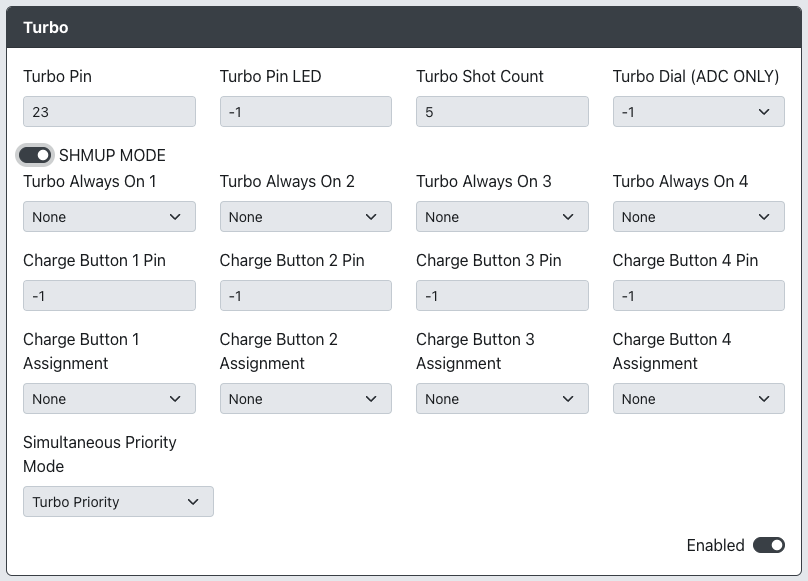 Turbo
Turbo Pin Turbo Pin LED Turbo Shot Count Turbo Dial (ADC ONLY)
23 -1 5 -1
SHMUP MODE
Turbo Always On 1 Turbo Always On 2 Turbo Always On 3 Turbo Always On 4
None None None None
Charge Button 1 Pin Charge Button 2 Pin Charge Button 3 Pin Charge Button 4 Pin
-1 -1 -1 -1
Charge Button 1 Charge Button 2 Charge Button 3 Charge Button 4
Assignment Assignment Assignment Assignment
None None None None
Simultaneous Priority
Mode
Turbo Priority
Enabled